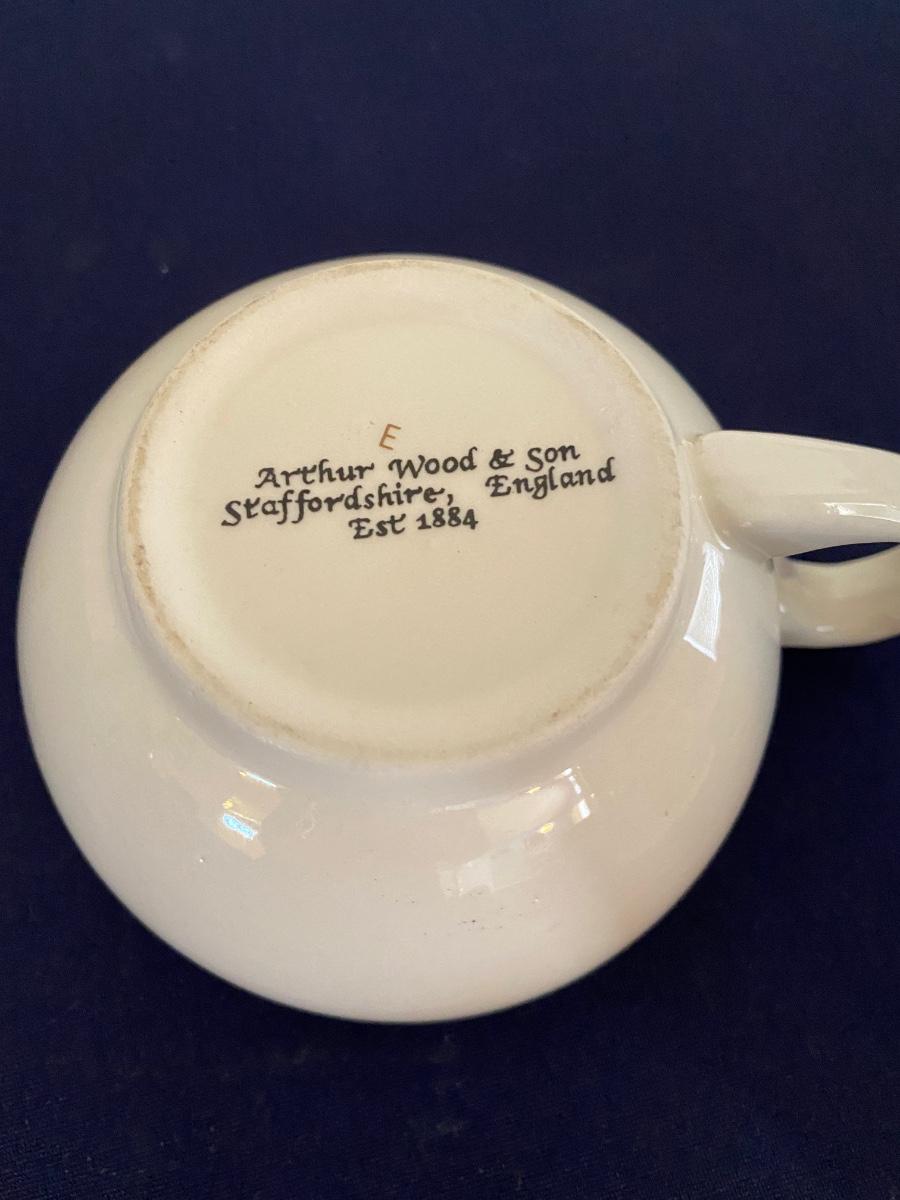 E
Arthur Wood & Son
Staffordshire, England
Est 1884